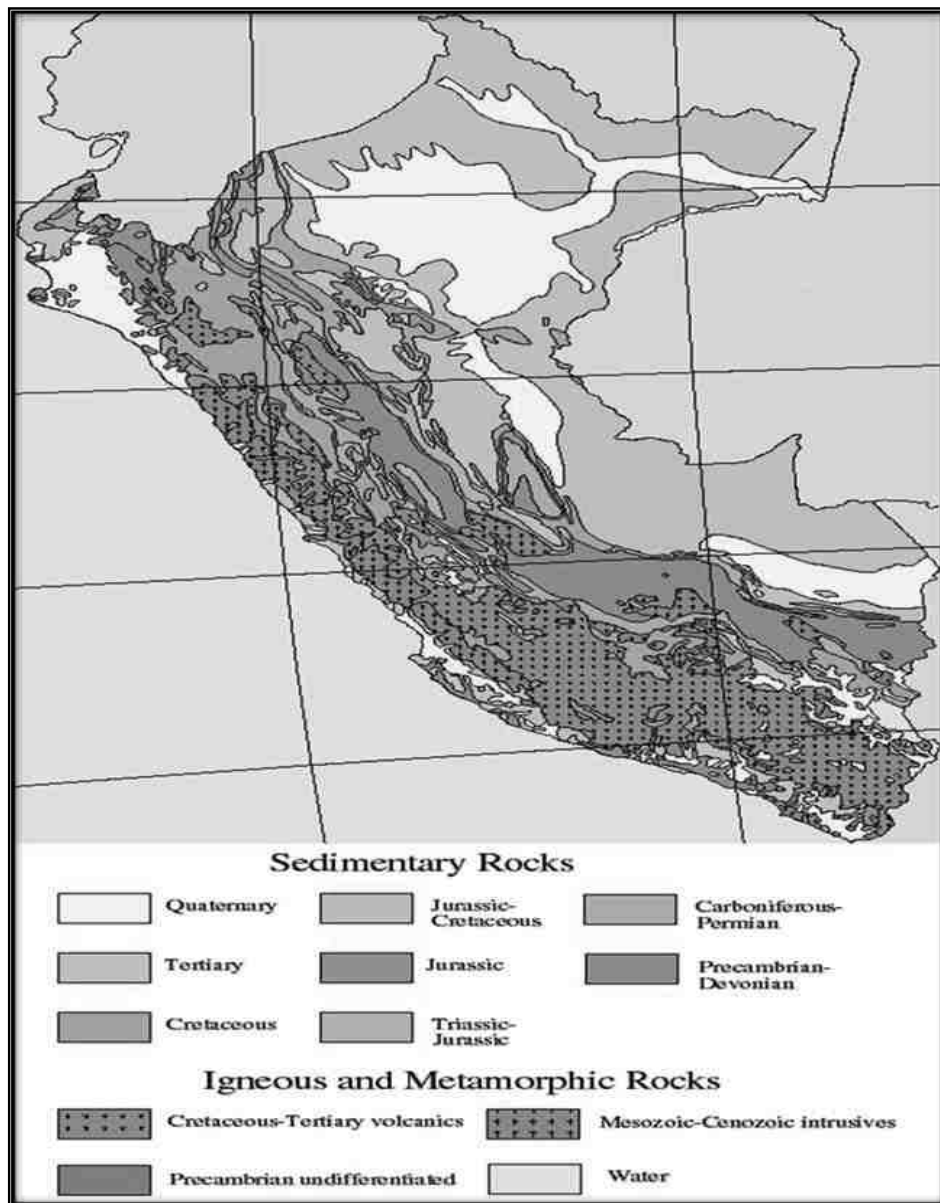 Sedimentary Rocks
Quaternary
Jurassic-
Cretaceous
Carboniferous-
Permian
Tertiary
Jurassic
Precambrian-
Devonian
Cretaceous
Triassic-
Jurassic
Igneous and Metamorphic Rocks
Cretaceous-Tertiary volcanics
Mesozoic-Cenozoic intrusives
Precambrian undifferentiated
Water